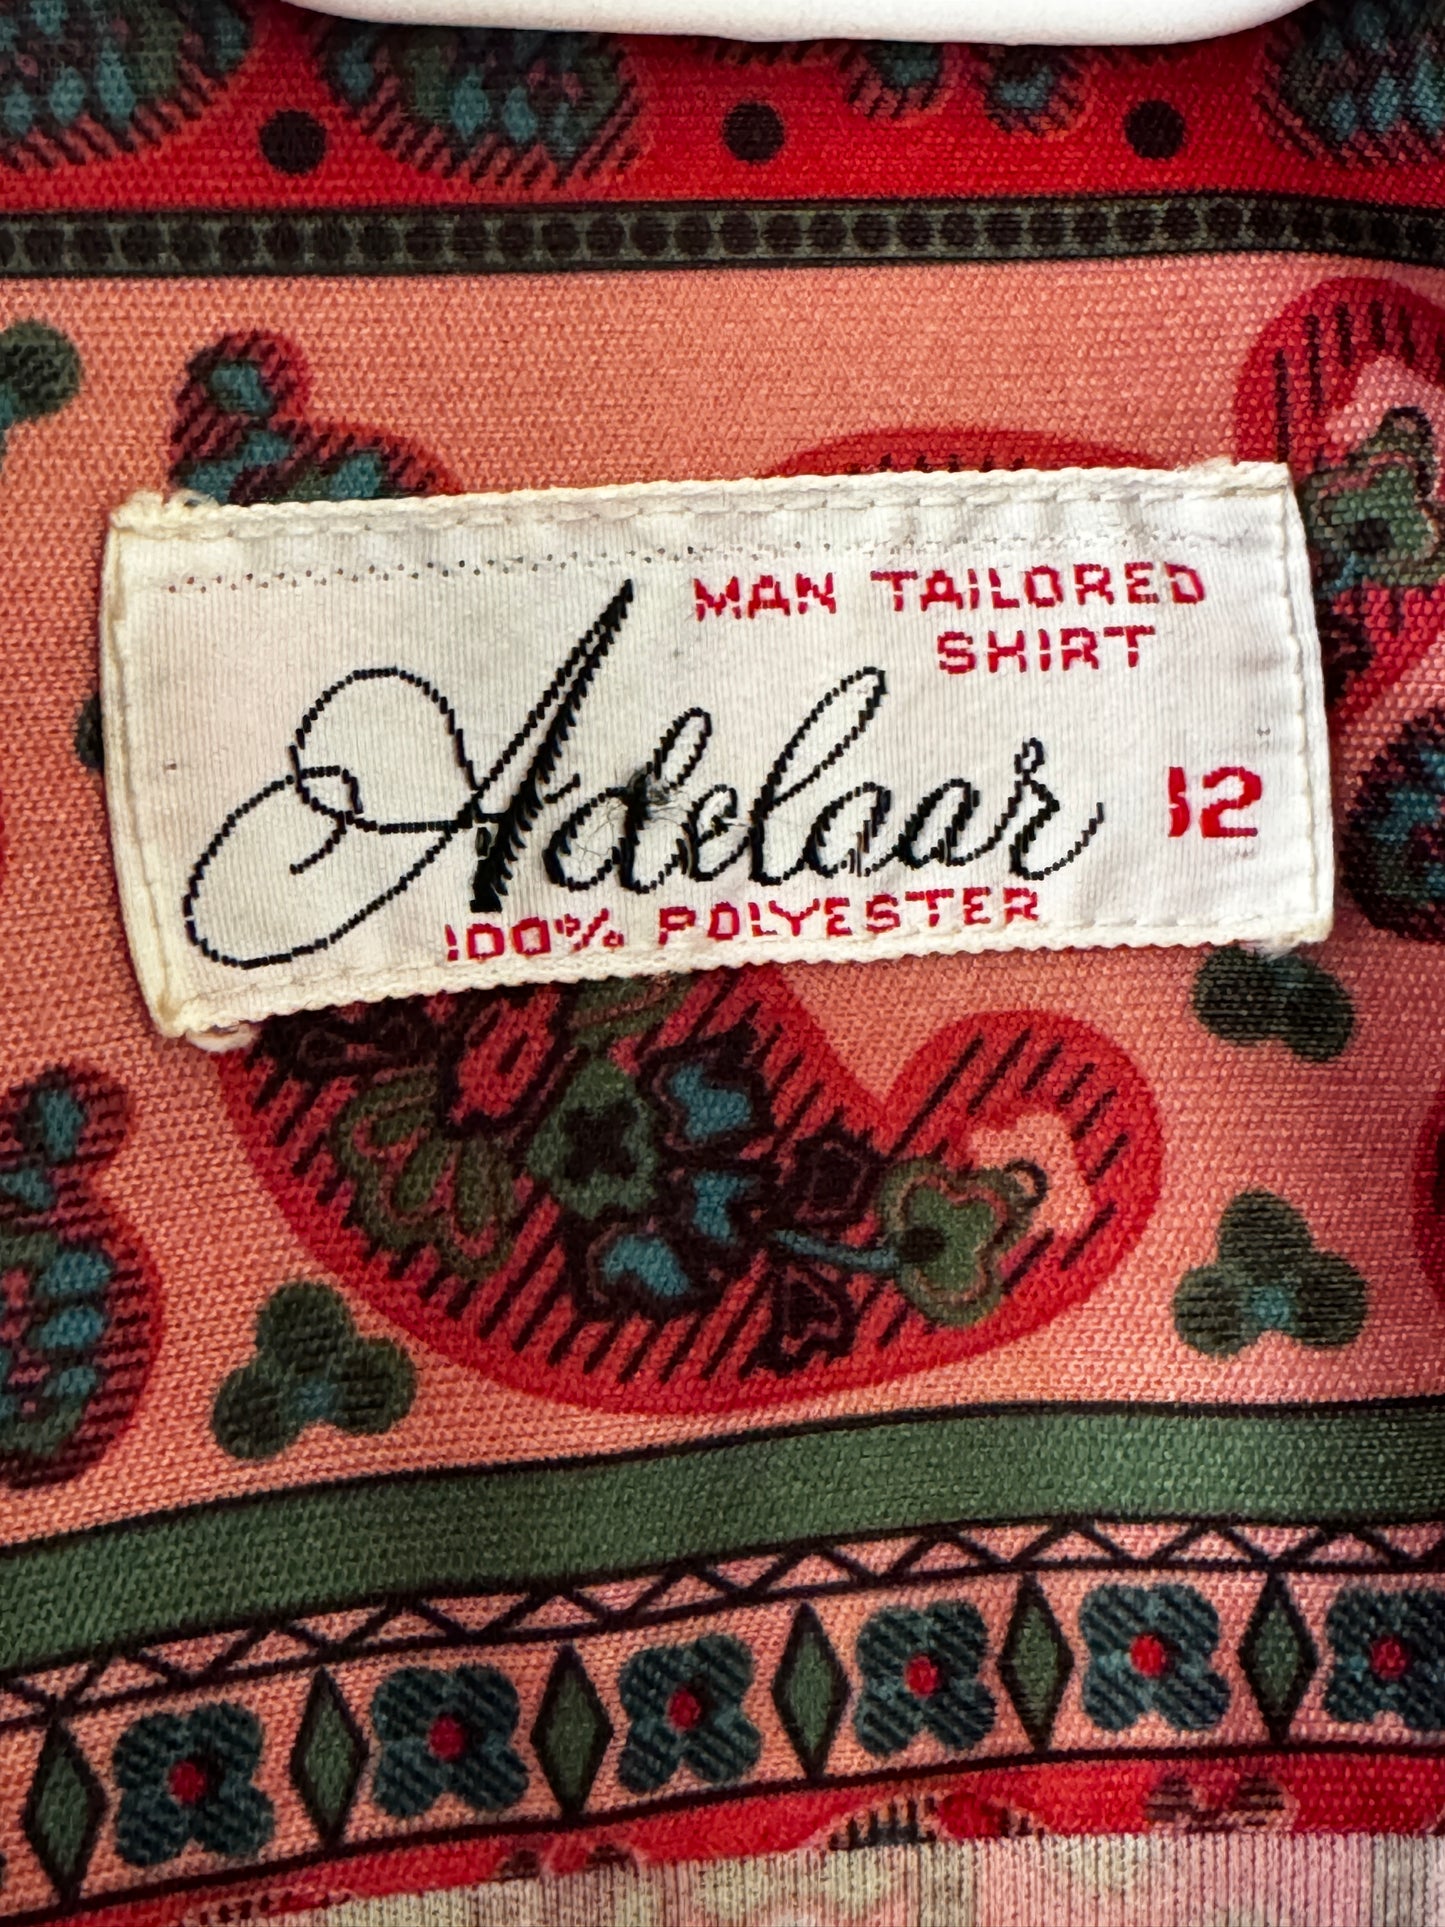 MAN TAILORED
SHIRT
Adelaar 12
100% POLYESTER